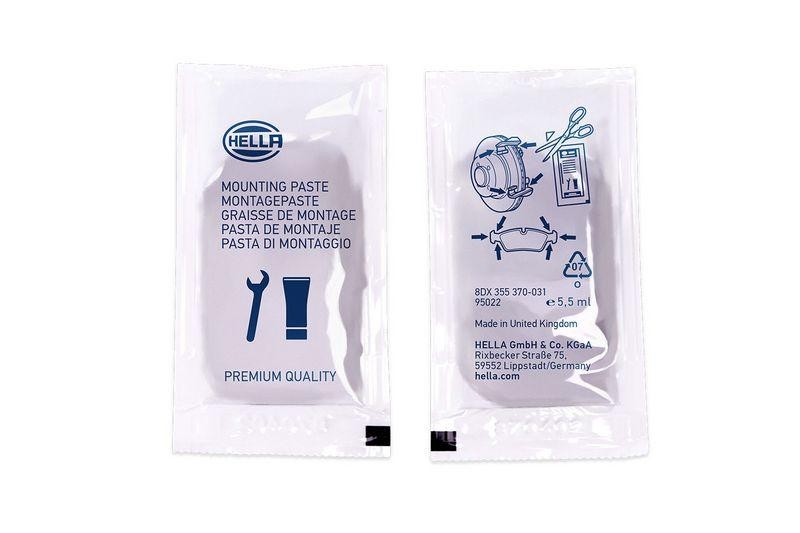 HELLA
MOUNTING PASTE
MONTAGEPASTE
GRAISSE DE MONTAGE
PASTA DE MONTAJE
PASTA DI MONTAGGIO
PREMIUM QUALITY
07
O
8DX 355 370-031
95022 ℮ 5,5 ml
Made in United Kingdom
HELLA GmbH & Co. KGaA
Rixbecker Straße 75,
59552 Lippstadt/Germany
hella.com